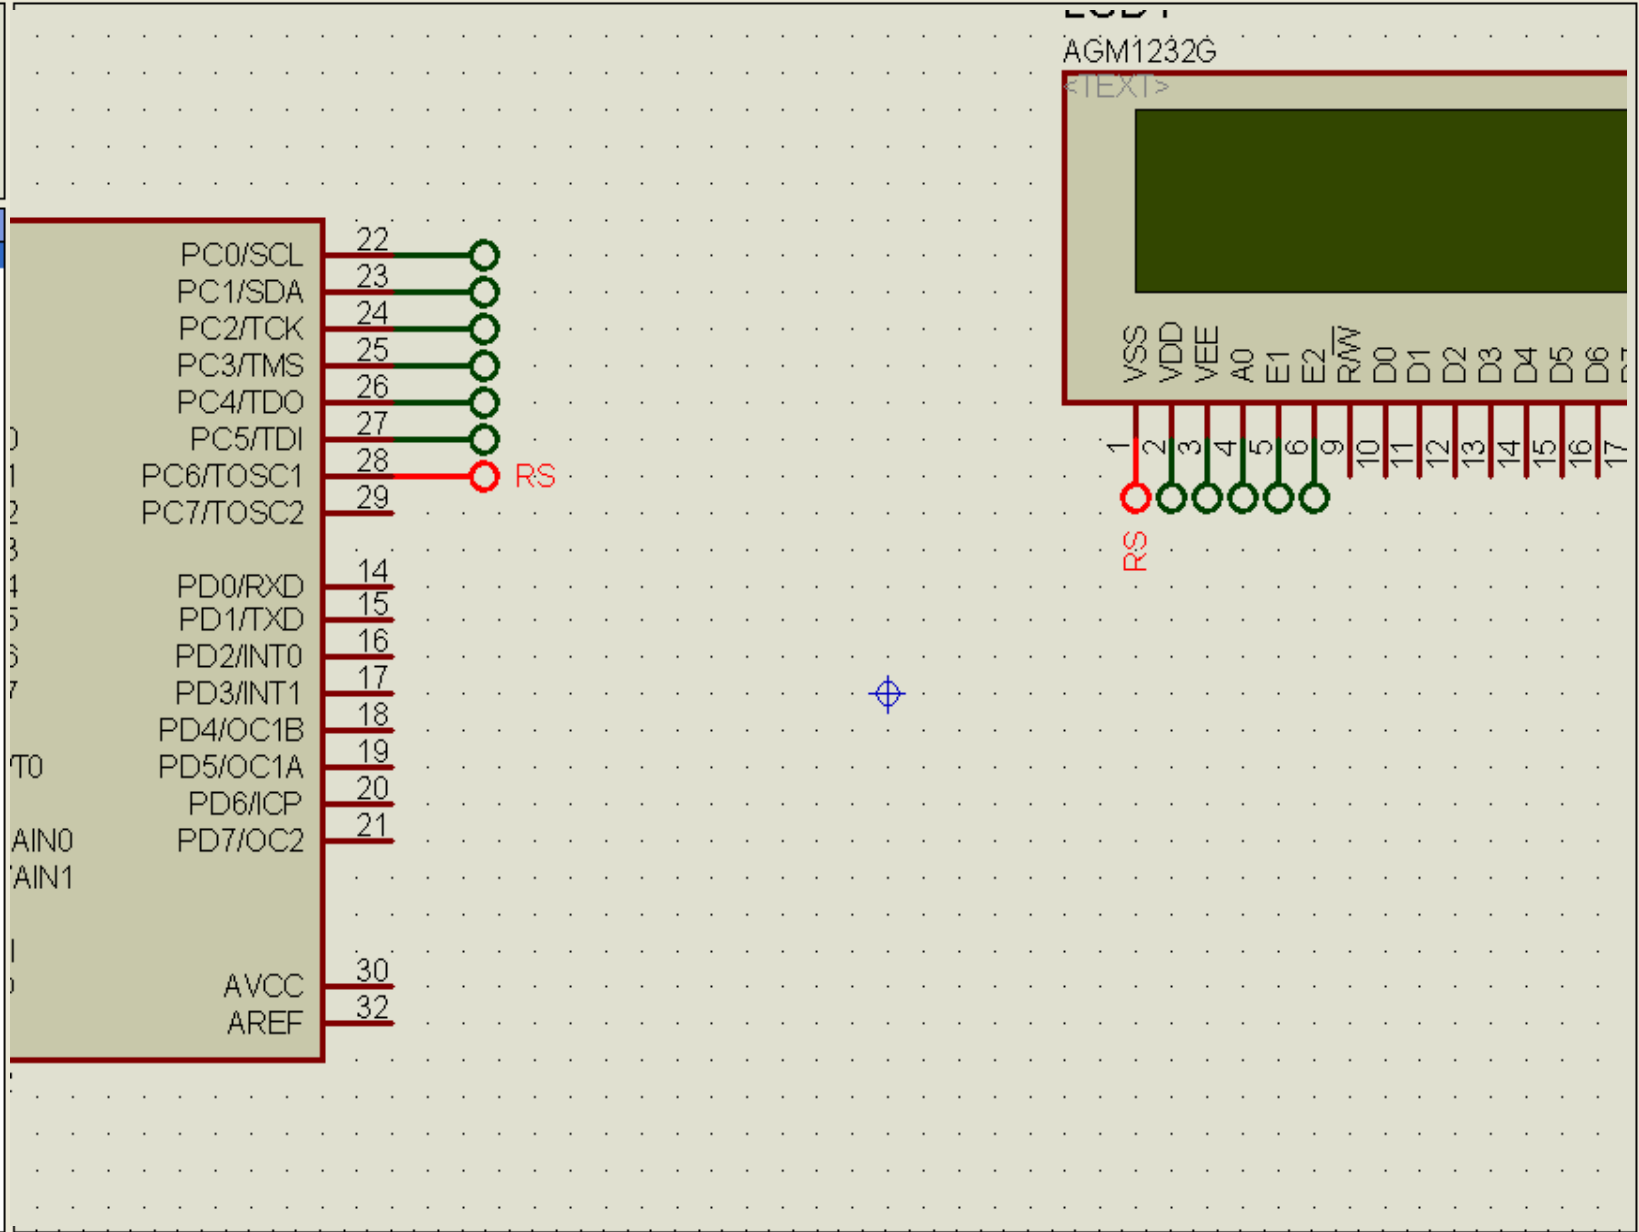 AGM1232G
<TEXT>
VSS
VDD
VEE
A0
E1
E2
R/W
D0
D1
D2
D3
D4
D5
D6
1
2
3
4
5
6
9
10
11
12
13
14
15
16
17
RS
PC0/SCL 22
PC1/SDA 23
PC2/TCK 24
PC3/TMS 25
PC4/TDO 26
PC5/TDI 27
PC6/TOSC1 28 RS
PC7/TOSC2 29
PD0/RXD 14
PD1/TXD 15
PD2/INT0 16
PD3/INT1 17
PD4/OC1B 18
PD5/OC1A 19
PD6/ICP 20
PD7/OC2 21
AVCC 30
AREF 32
T0
AIN0
AIN1